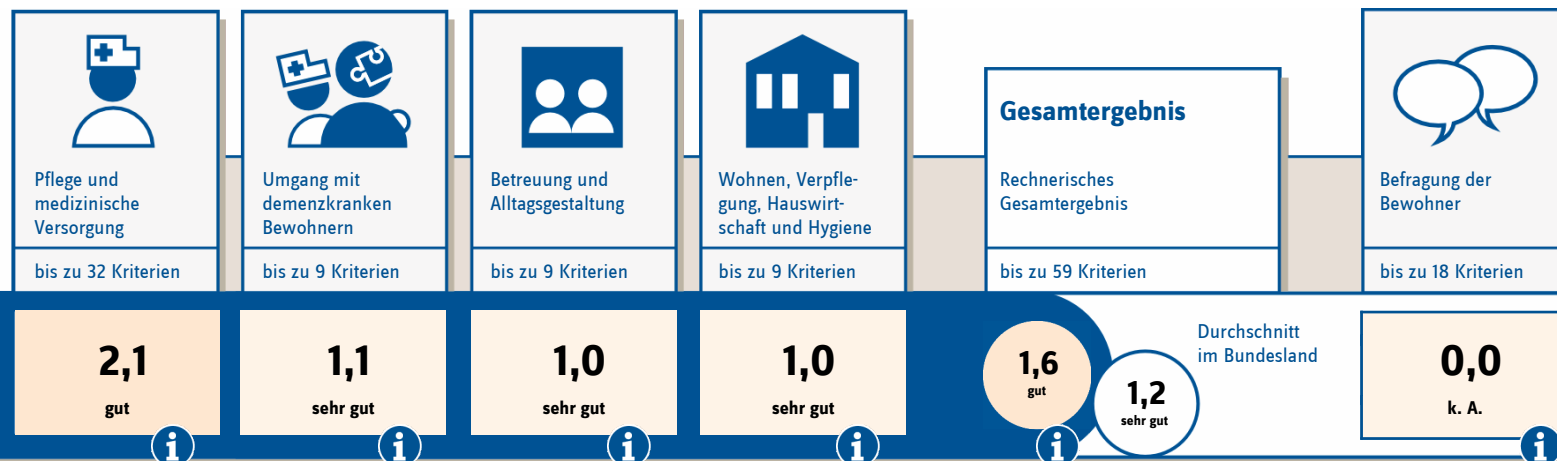 Pflege und
medizinische
Versorgung
bis zu 32 Kriterien
2,1
gut
i
Umgang mit
demenzkranken
Bewohnern
bis zu 9 Kriterien
1,1
sehr gut
i
Betreuung und
Alltagsgestaltung
bis zu 9 Kriterien
1,0
sehr gut
i
Wohnen, Verpfle-
gung, Hauswirt-
schaft und Hygiene
bis zu 9 Kriterien
1,0
sehr gut
i
Gesamtergebnis
Rechnerisches
Gesamtergebnis
bis zu 59 Kriterien
1,6
gut
i
1,2
sehr gut
Durchschnitt
im Bundesland
Befragung der
Bewohner
bis zu 18 Kriterien
0,0
k. A.
i